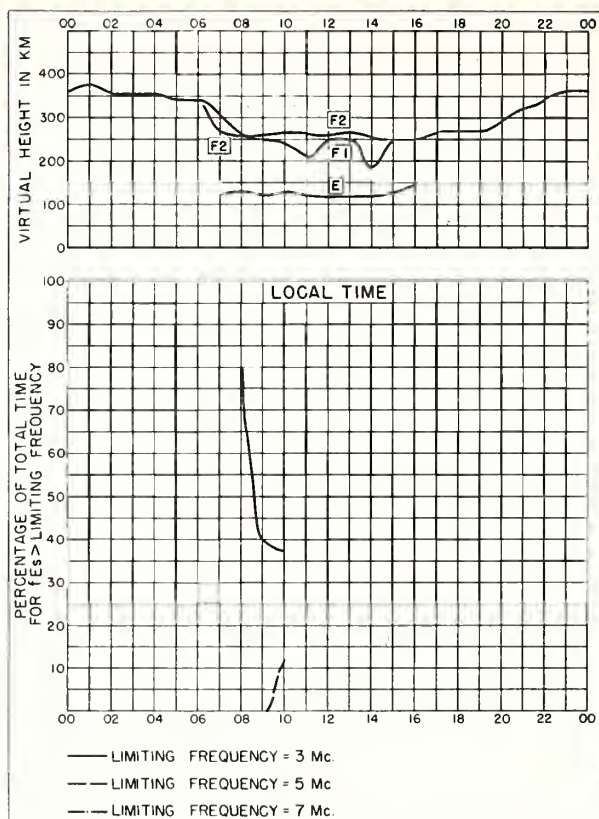 00 02 04 06 08 10 12 14 16 18 20 22 00
VIRTUAL HEIGHT IN KM
400
300
200
100
0
F2
F2
F1
E
LOCAL TIME
PERCENTAGE OF TOTAL TIME
FOR fEs > LIMITING FREQUENCY
100
90
80
70
60
50
40
30
20
10
00 02 04 06 08 10 12 14 16 18 20 22 00
LIMITING FREQUENCY = 3 Mc.
LIMITING FREQUENCY = 5 Mc
LIMITING FREQUENCY = 7 Mc.